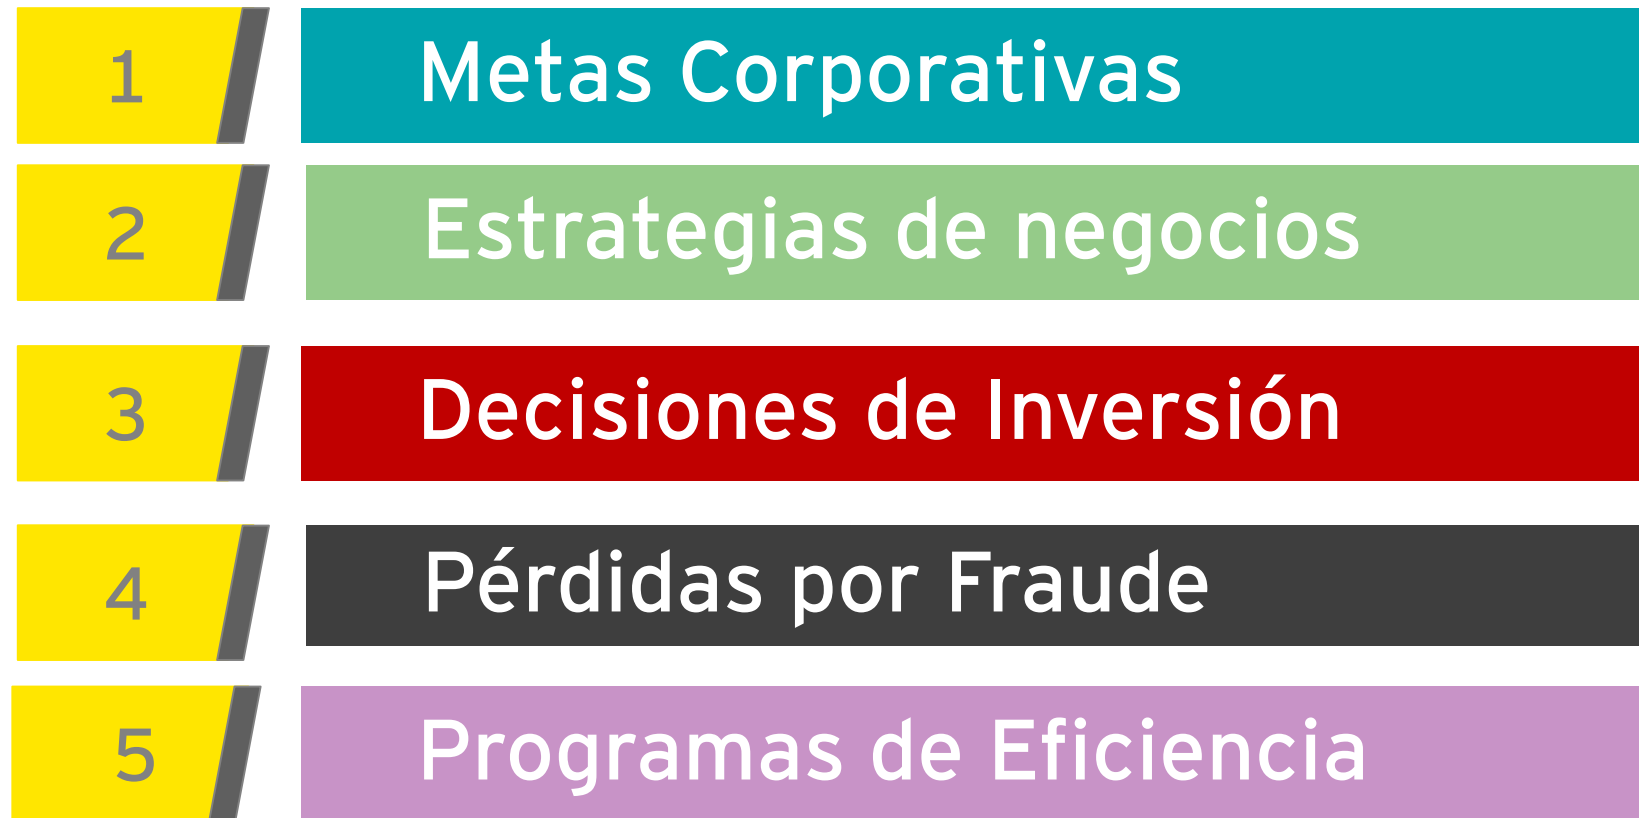 1 Metas Corporativas
2 Estrategias de negocios
3 Decisiones de Inversión
4 Pérdidas por Fraude
5 Programas de Eficiencia